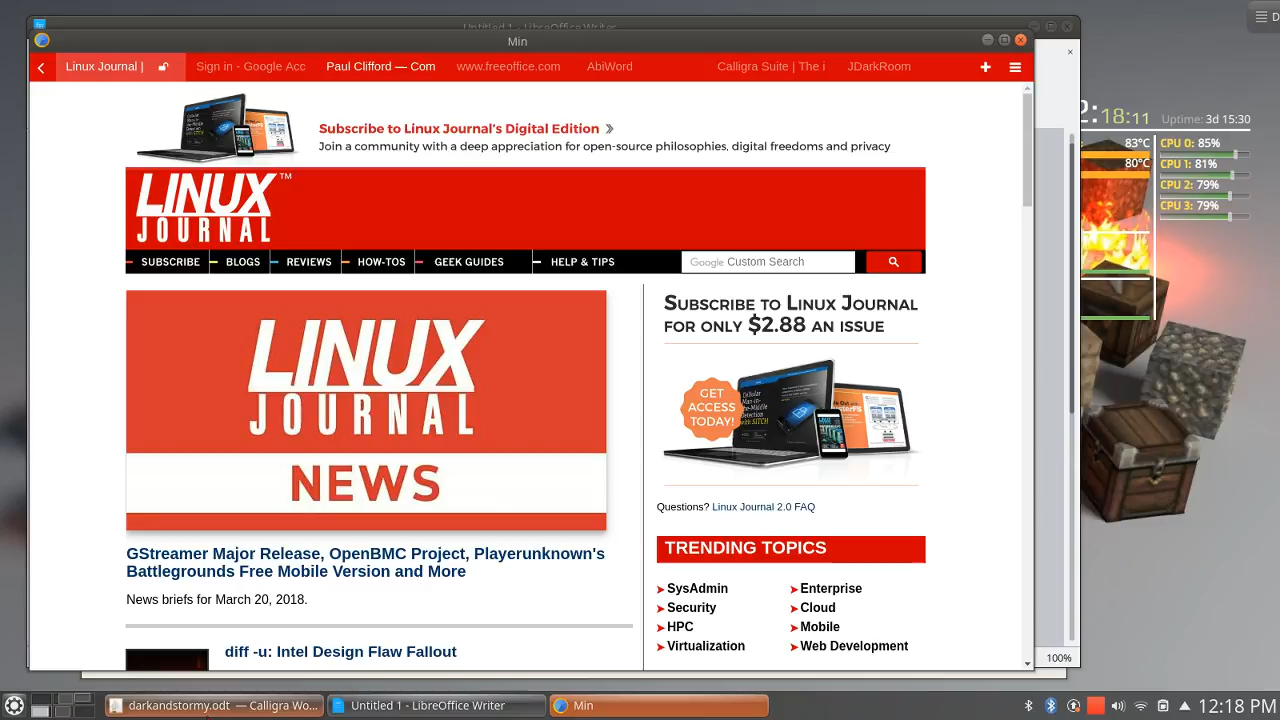 Untitled 1 - LibreOffice Writer
Min
Linux Journal |
Sign in - Google Acc
Paul Clifford — Com
www.freeoffice.com
AbiWord
Calligra Suite | The i
JDarkRoom
D
Subscribe to Linux Journal's Digital Edition
Join a community with a deep appreciation for open-source philosophies, digital freedoms and privacy
LINUX JOURNAL™
SUBSCRIBE
BLOGS
REVIEWS
HOW-TOS
GEEK GUIDES
HELP & TIPS
Google Custom Search
LINUX
JOURNAL
NEWS
GStreamer Major Release, OpenBMC Project, Playerunknown's
Battlegrounds Free Mobile Version and More
News briefs for March 20, 2018.
diff -u: Intel Design Flaw Fallout
SUBSCRIBE TO LINUX JOURNAL
FOR ONLY $2.88 AN ISSUE
GET
ACCESS
TODAY!
Questions? Linux Journal 2.0 FAQ
TRENDING TOPICS
SysAdmin
Enterprise
Security
Cloud
HPC
Mobile
Virtualization
Web Development
2:18:11
Uptime: 3d 15:30
83°C
CPU 0: 85%
80°C
CPU 1: 81%
CPU 2: 79%
CPU 3: 79%
100%
darkandstormy.odt — Calligra Wo...
Untitled 1 - LibreOffice Writer
Min
12:18 PM